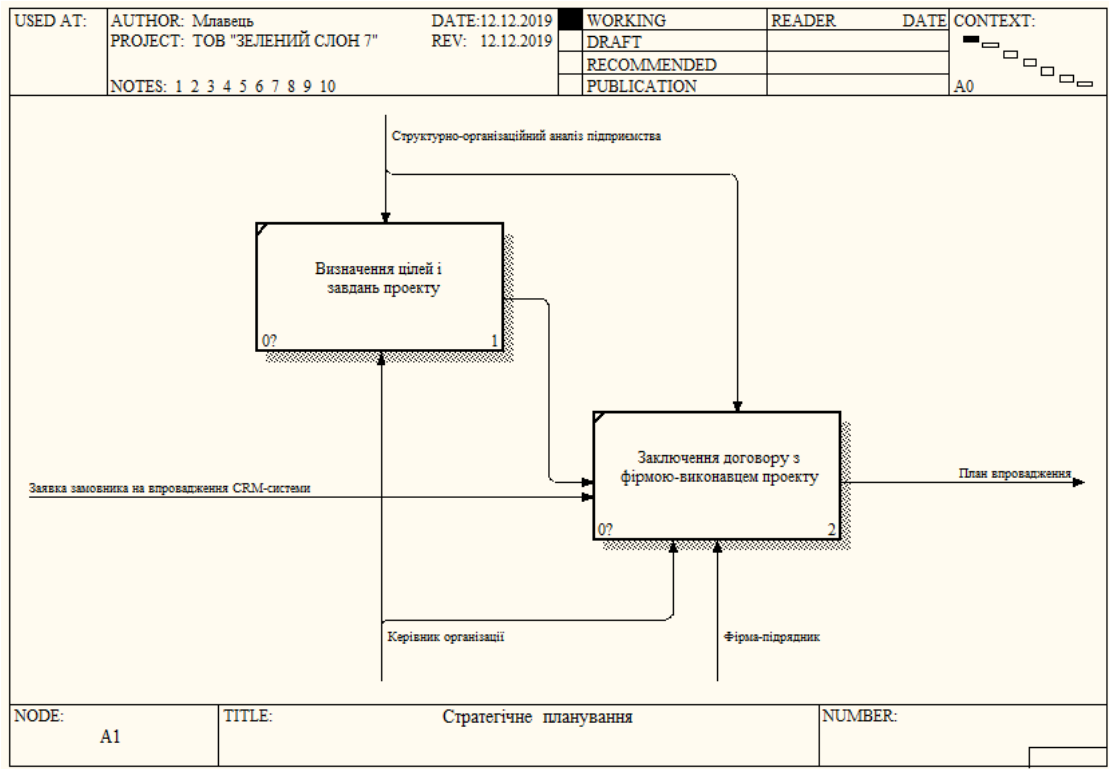 USED AT:
AUTHOR: Млавець
DATE:12.12.2019
WORKING
READER
DATE
CONTEXT:
PROJECT: ТОВ "ЗЕЛЕНИЙ СЛОН 7"
REV: 12.12.2019
DRAFT
RECOMMENDED
NOTES: 1 2 3 4 5 6 7 8 9 10
PUBLICATION
A0
Структурно-організаційний аналіз підприємства
Визначення цілей і
завдань проекту
0?
1
Заключення договору з
фірмою-виконавцем проекту
0?
2
План впровадження
Заявка замовника на впровадження CRM-системи
Керівник організації
Фірма-підрядник
NODE:
A1
TITLE:
Стратегічне планування
NUMBER: